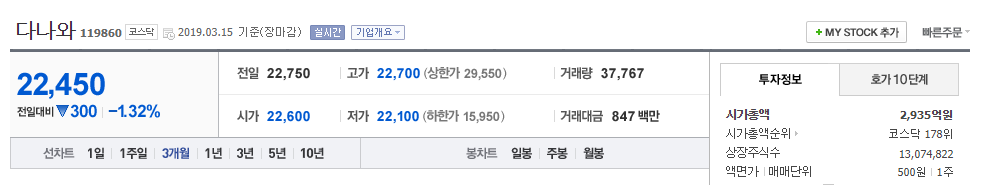 다나와 119860 코스닥 2019.03.15 기준(장마감) 실시간 기업개요
+ MY STOCK 추가 빠른주문
22,450
전일대비 ▼300 -1.32%
전일 22,750 고가 22,700 (상한가 29,550) 거래량 37,767
시가 22,600 저가 22,100 (하한가 15,950) 거래대금 847 백만
선차트 1일 1주일 3개월 1년 3년 5년 10년 봉차트 일봉 주봉 월봉
투자정보 호가 10단계
시가총액 2,935억원
시가총액순위 코스닥 178위
상장주식수 13,074,822
액면가 매매단위 500원 1주